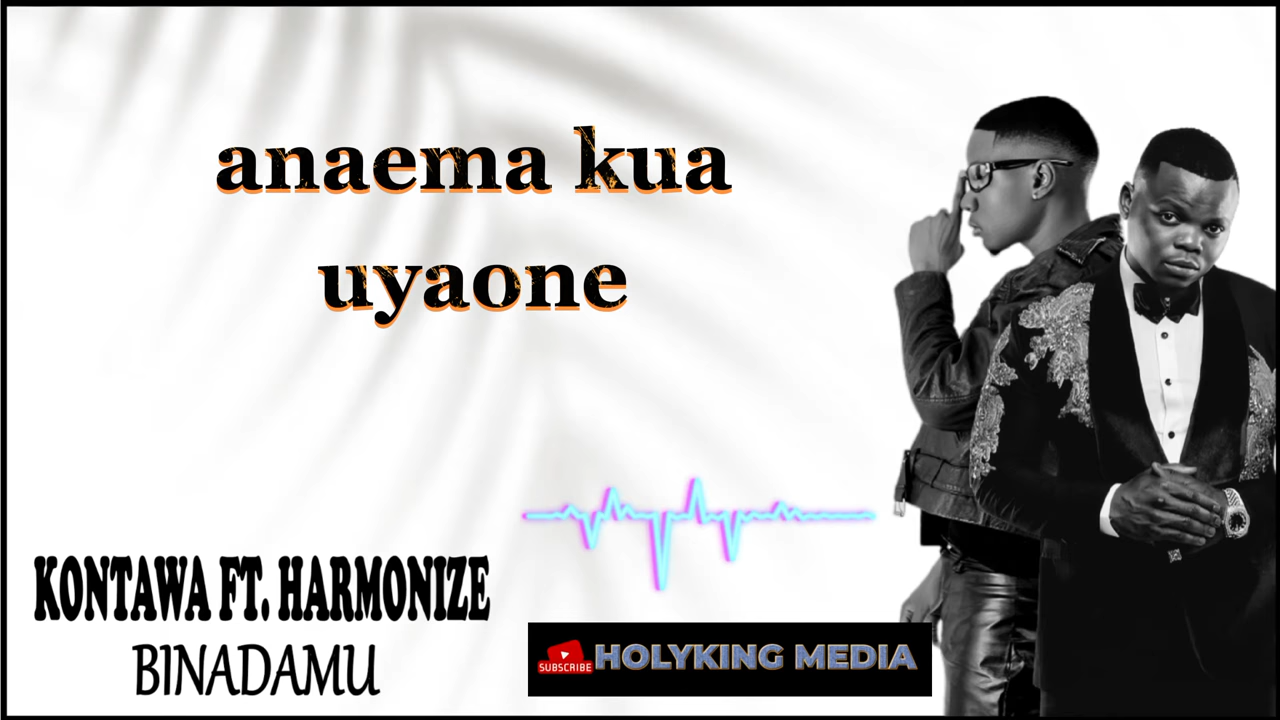 anaema kua
uyaone
KONTAWA FT. HARMONIZE
BINADAMU
SUBSCRIBE
HOLYKING MEDIA